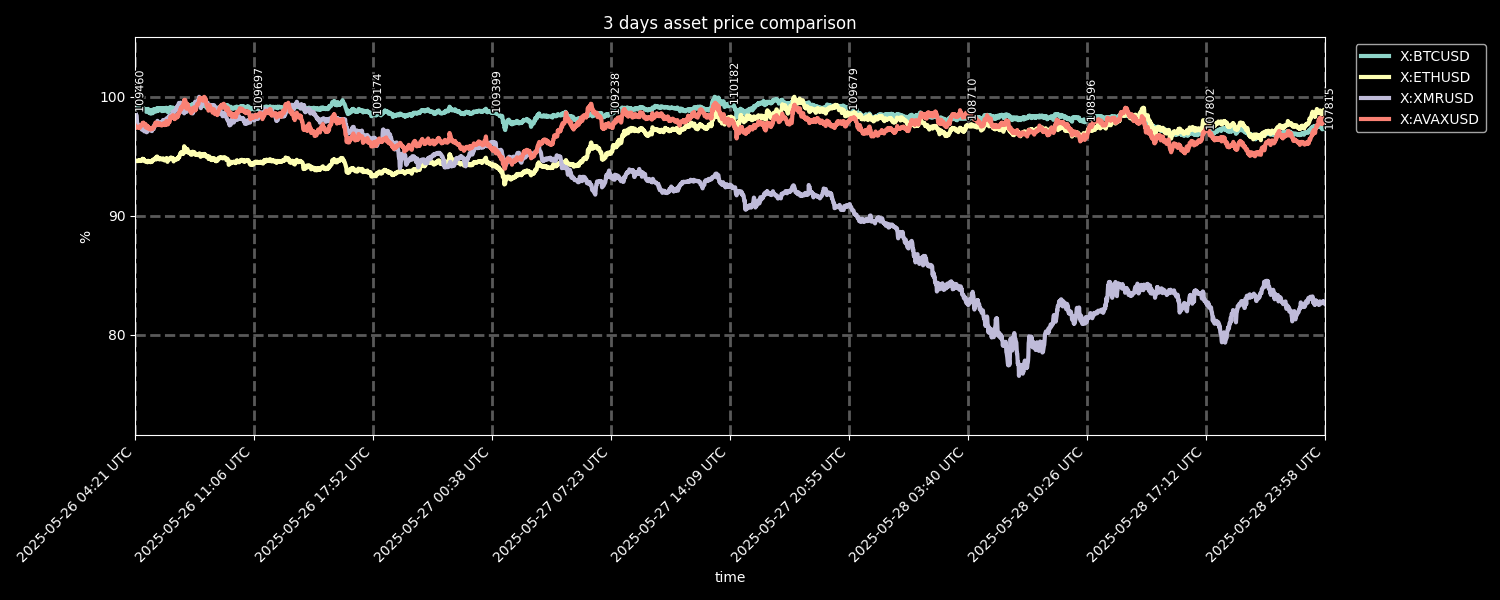 3 days asset price comparison
X:BTCUSD
X:ETHUSD
X:XMRUSD
X:AVAXUSD
109460
109697
109174
109399
109238
110182
109679
108710
108596
107802
107815
100
90
80
%
2025-05-26 04:21 UTC
2025-05-26 11:06 UTC
2025-05-26 17:52 UTC
2025-05-27 00:38 UTC
2025-05-27 07:23 UTC
2025-05-27 14:09 UTC
2025-05-27 20:55 UTC
2025-05-28 03:40 UTC
2025-05-28 10:26 UTC
2025-05-28 17:12 UTC
2025-05-28 23:58 UTC
time